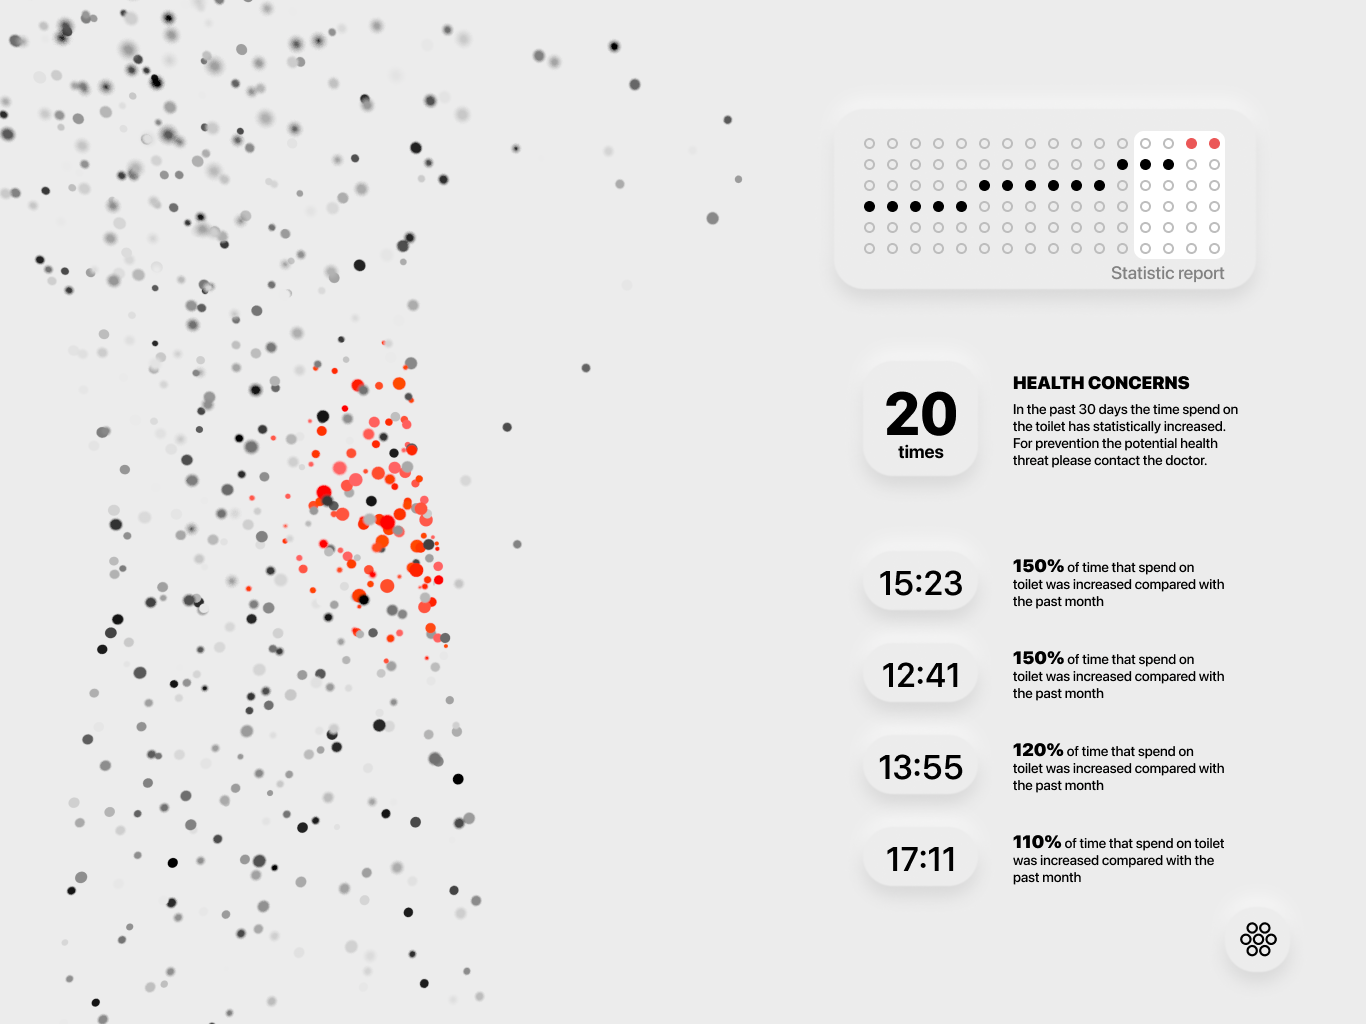 Statistic report
20
times
HEALTH CONCERNS
In the past 30 days the time spend on
the toilet has statistically increased.
For prevention the potential health
threat please contact the doctor.
15:23
150% of time that spend on
toilet was increased compared with
the past month
12:41
150% of time that spend on
toilet was increased compared with
the past month
13:55
120% of time that spend on
toilet was increased compared with
the past month
17:11
110% of time that spend on toilet
was increased compared with the
past month